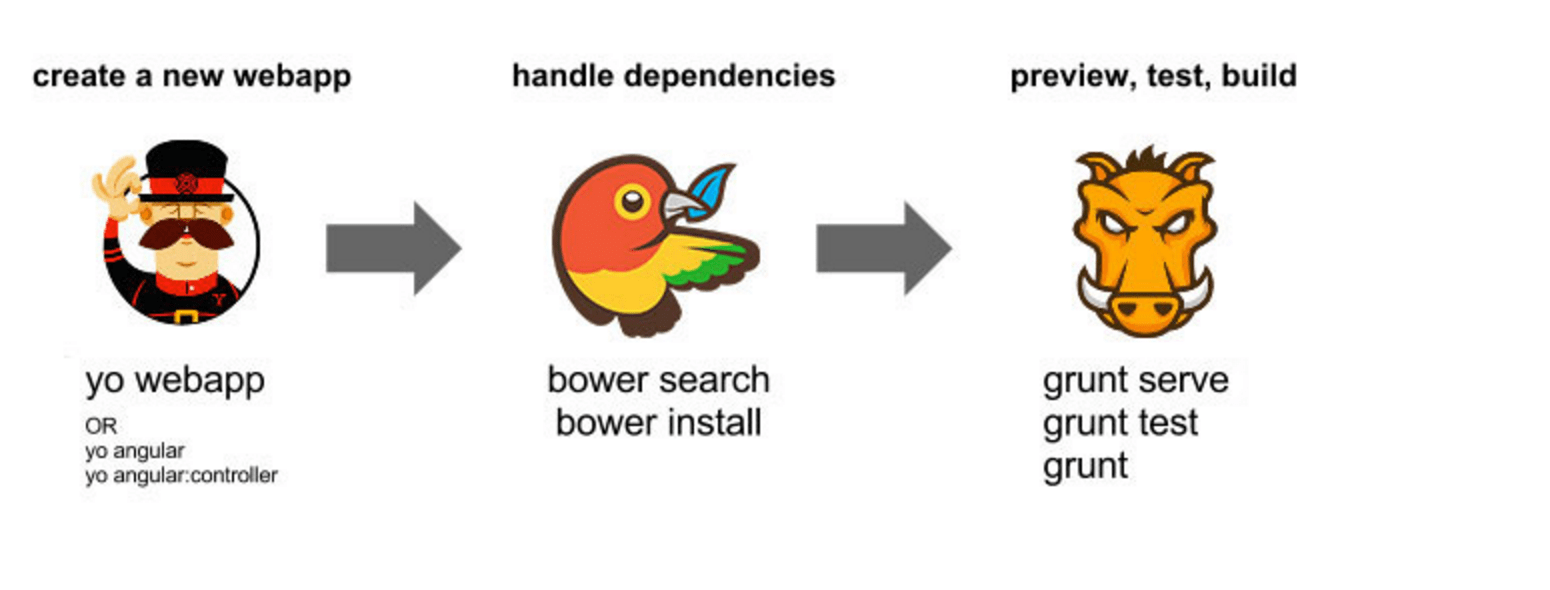 create a new webapp
handle dependencies
preview, test, build
yo webapp
OR
yo angular
yo angular:controller
bower search
bower install
grunt serve
grunt test
grunt